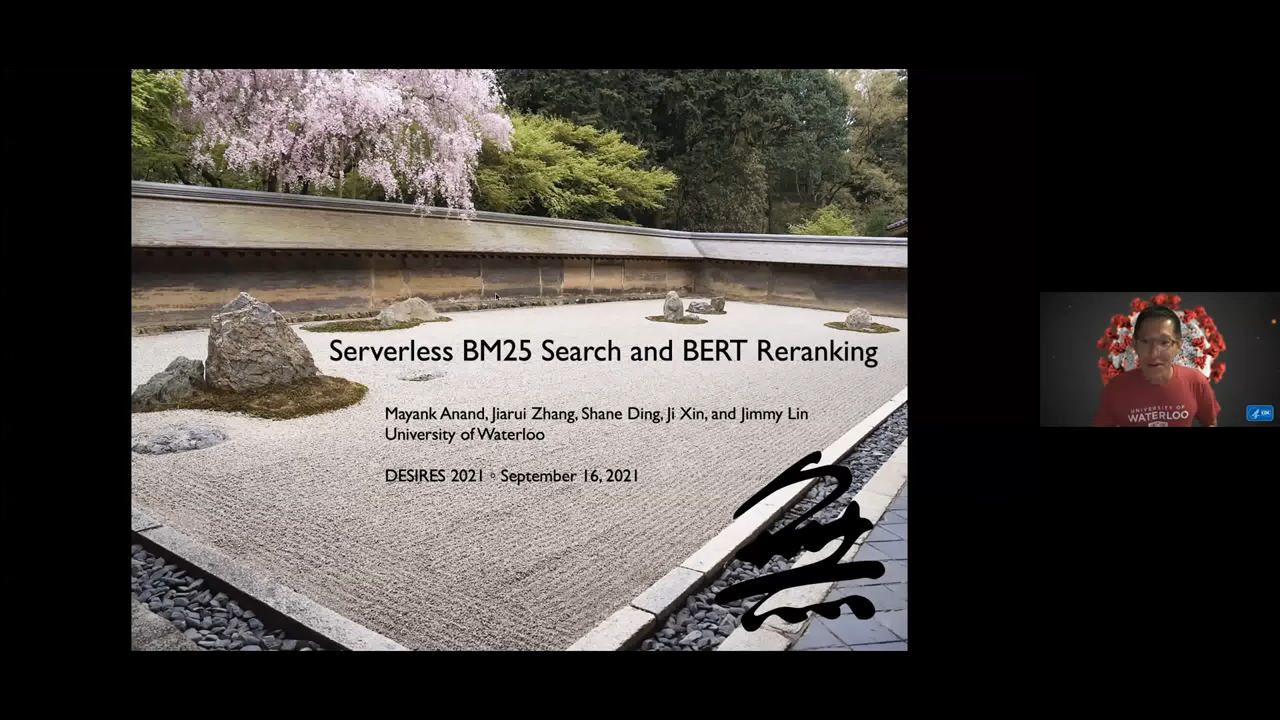 Serverless BM25 Search and BERT Reranking
Mayank Anand, Jiarui Zhang, Shane Ding, Ji Xin, and Jimmy Lin
University of Waterloo
DESIRES 2021 ◦ September 16, 2021
UNIVERSITY OF
WATERLOO
CDC